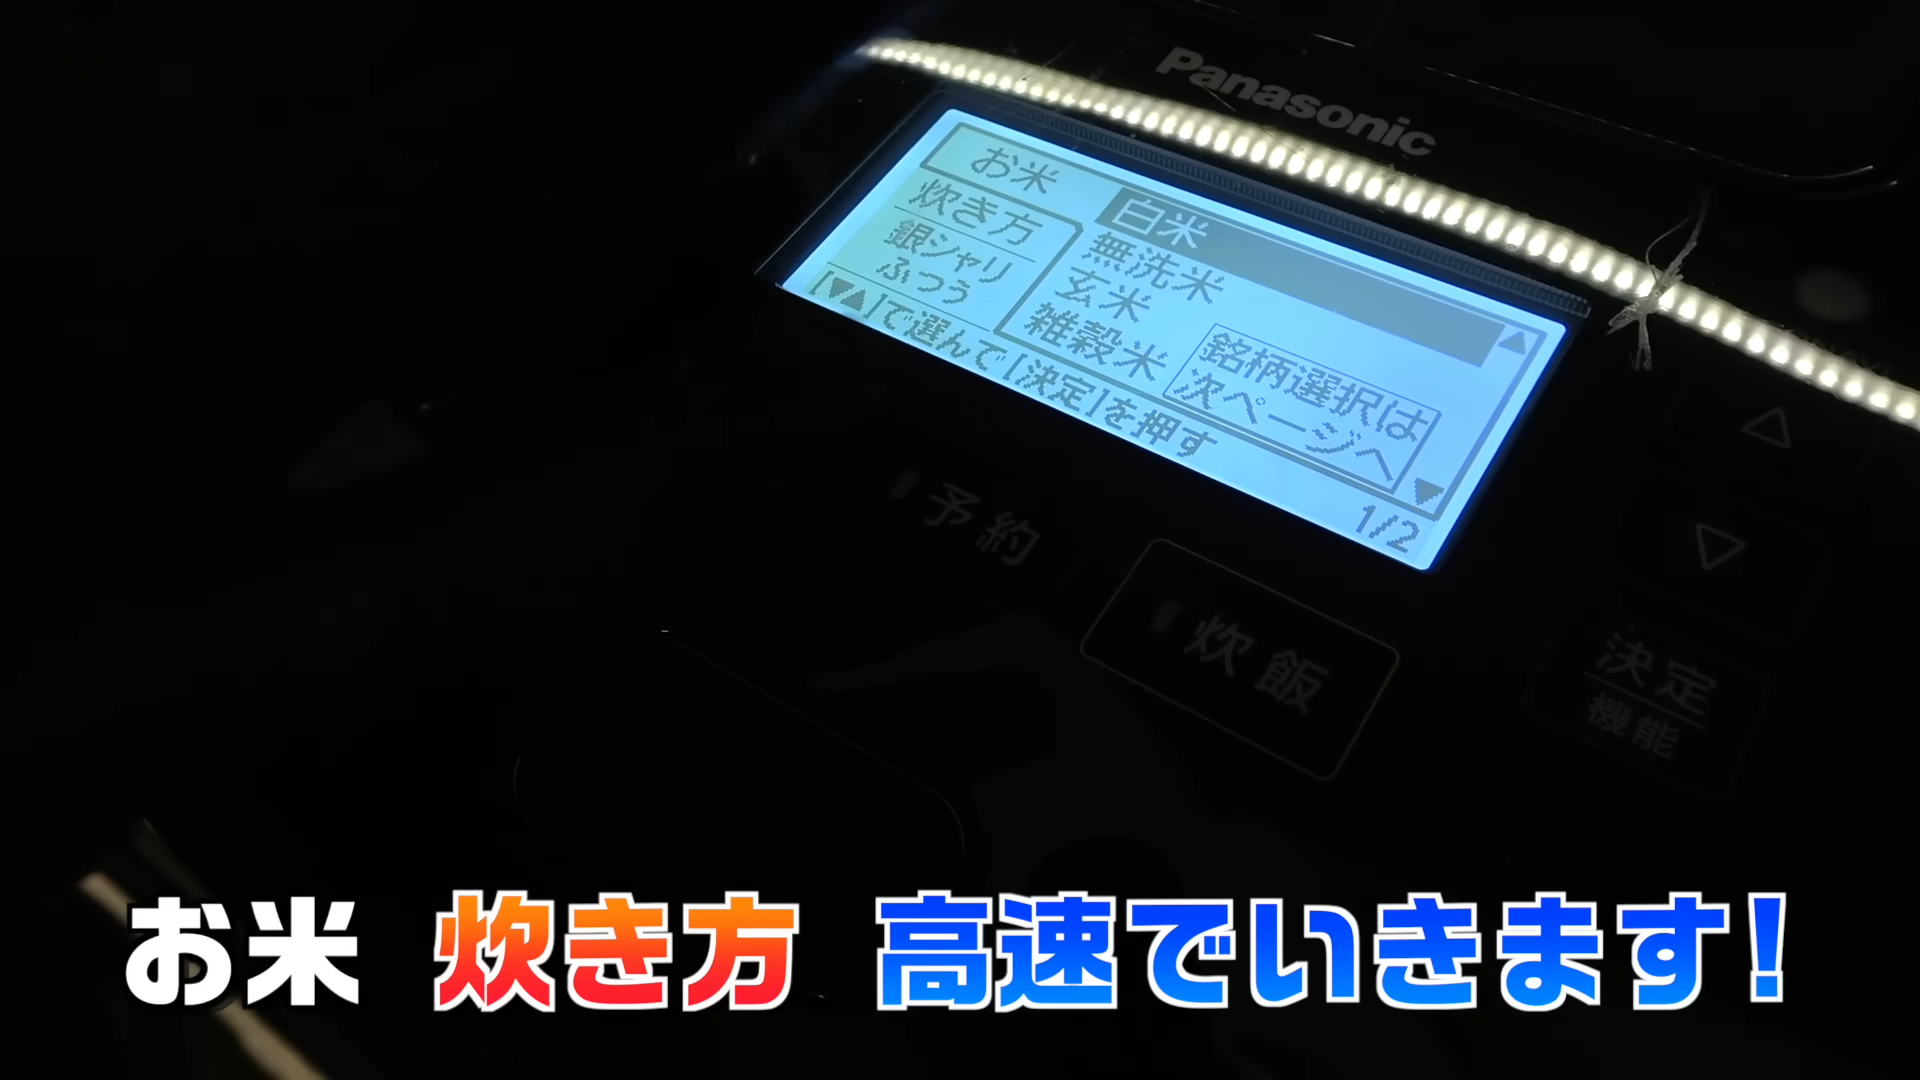 Panasonic
お米
炊き方
銀シャリ
ふつう
白米
無洗米
玄米
雑穀米
銘柄選択は
次ページへ
[▼▲]で選んで[決定]を押す
1/2
予約
炊飯
△
▽
決定
機能
お米 炊き方 高速でいきます!